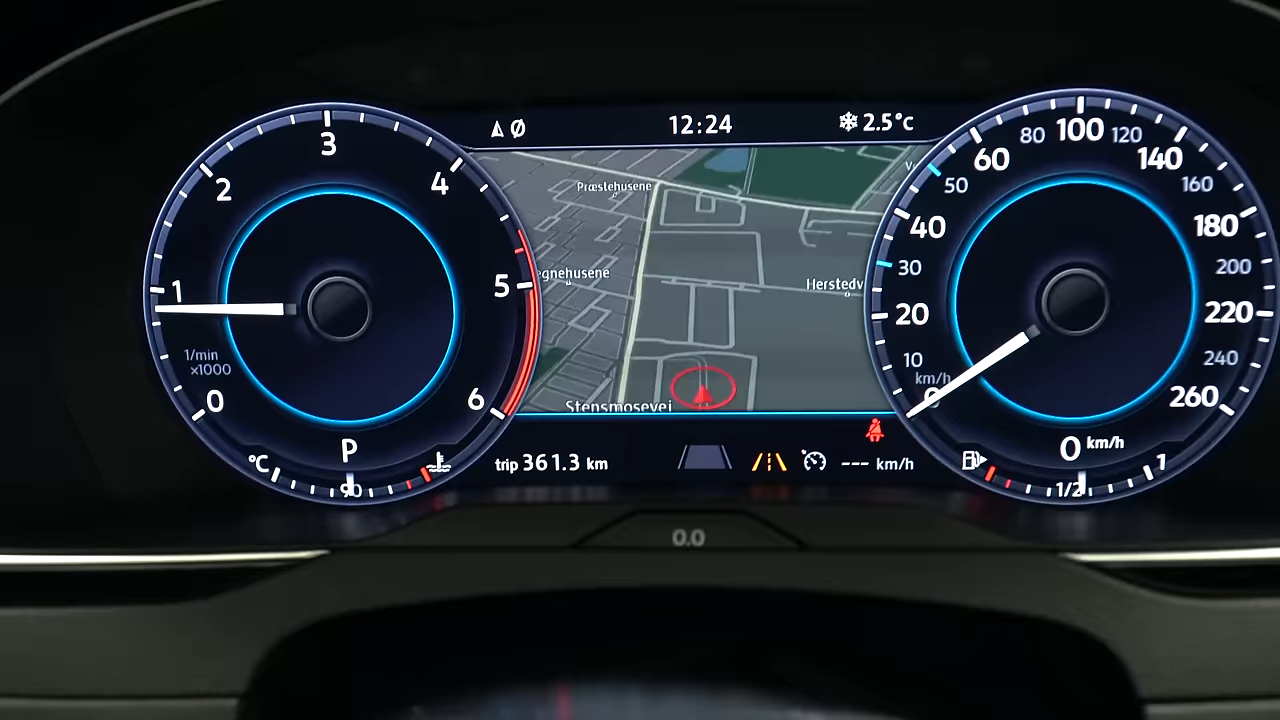 Ø
12:24
2.5°C
0
1
2
3
4
5
6
1/min
x1000
P
°C
90
Præstehusene
egnehusene
Herstedv
Stensmosevej
trip 361.3 km
--- km/h
0
10
20
30
40
50
60
80
100
120
140
160
180
200
220
240
260
km/h
0 km/h
1/2
1
0.0